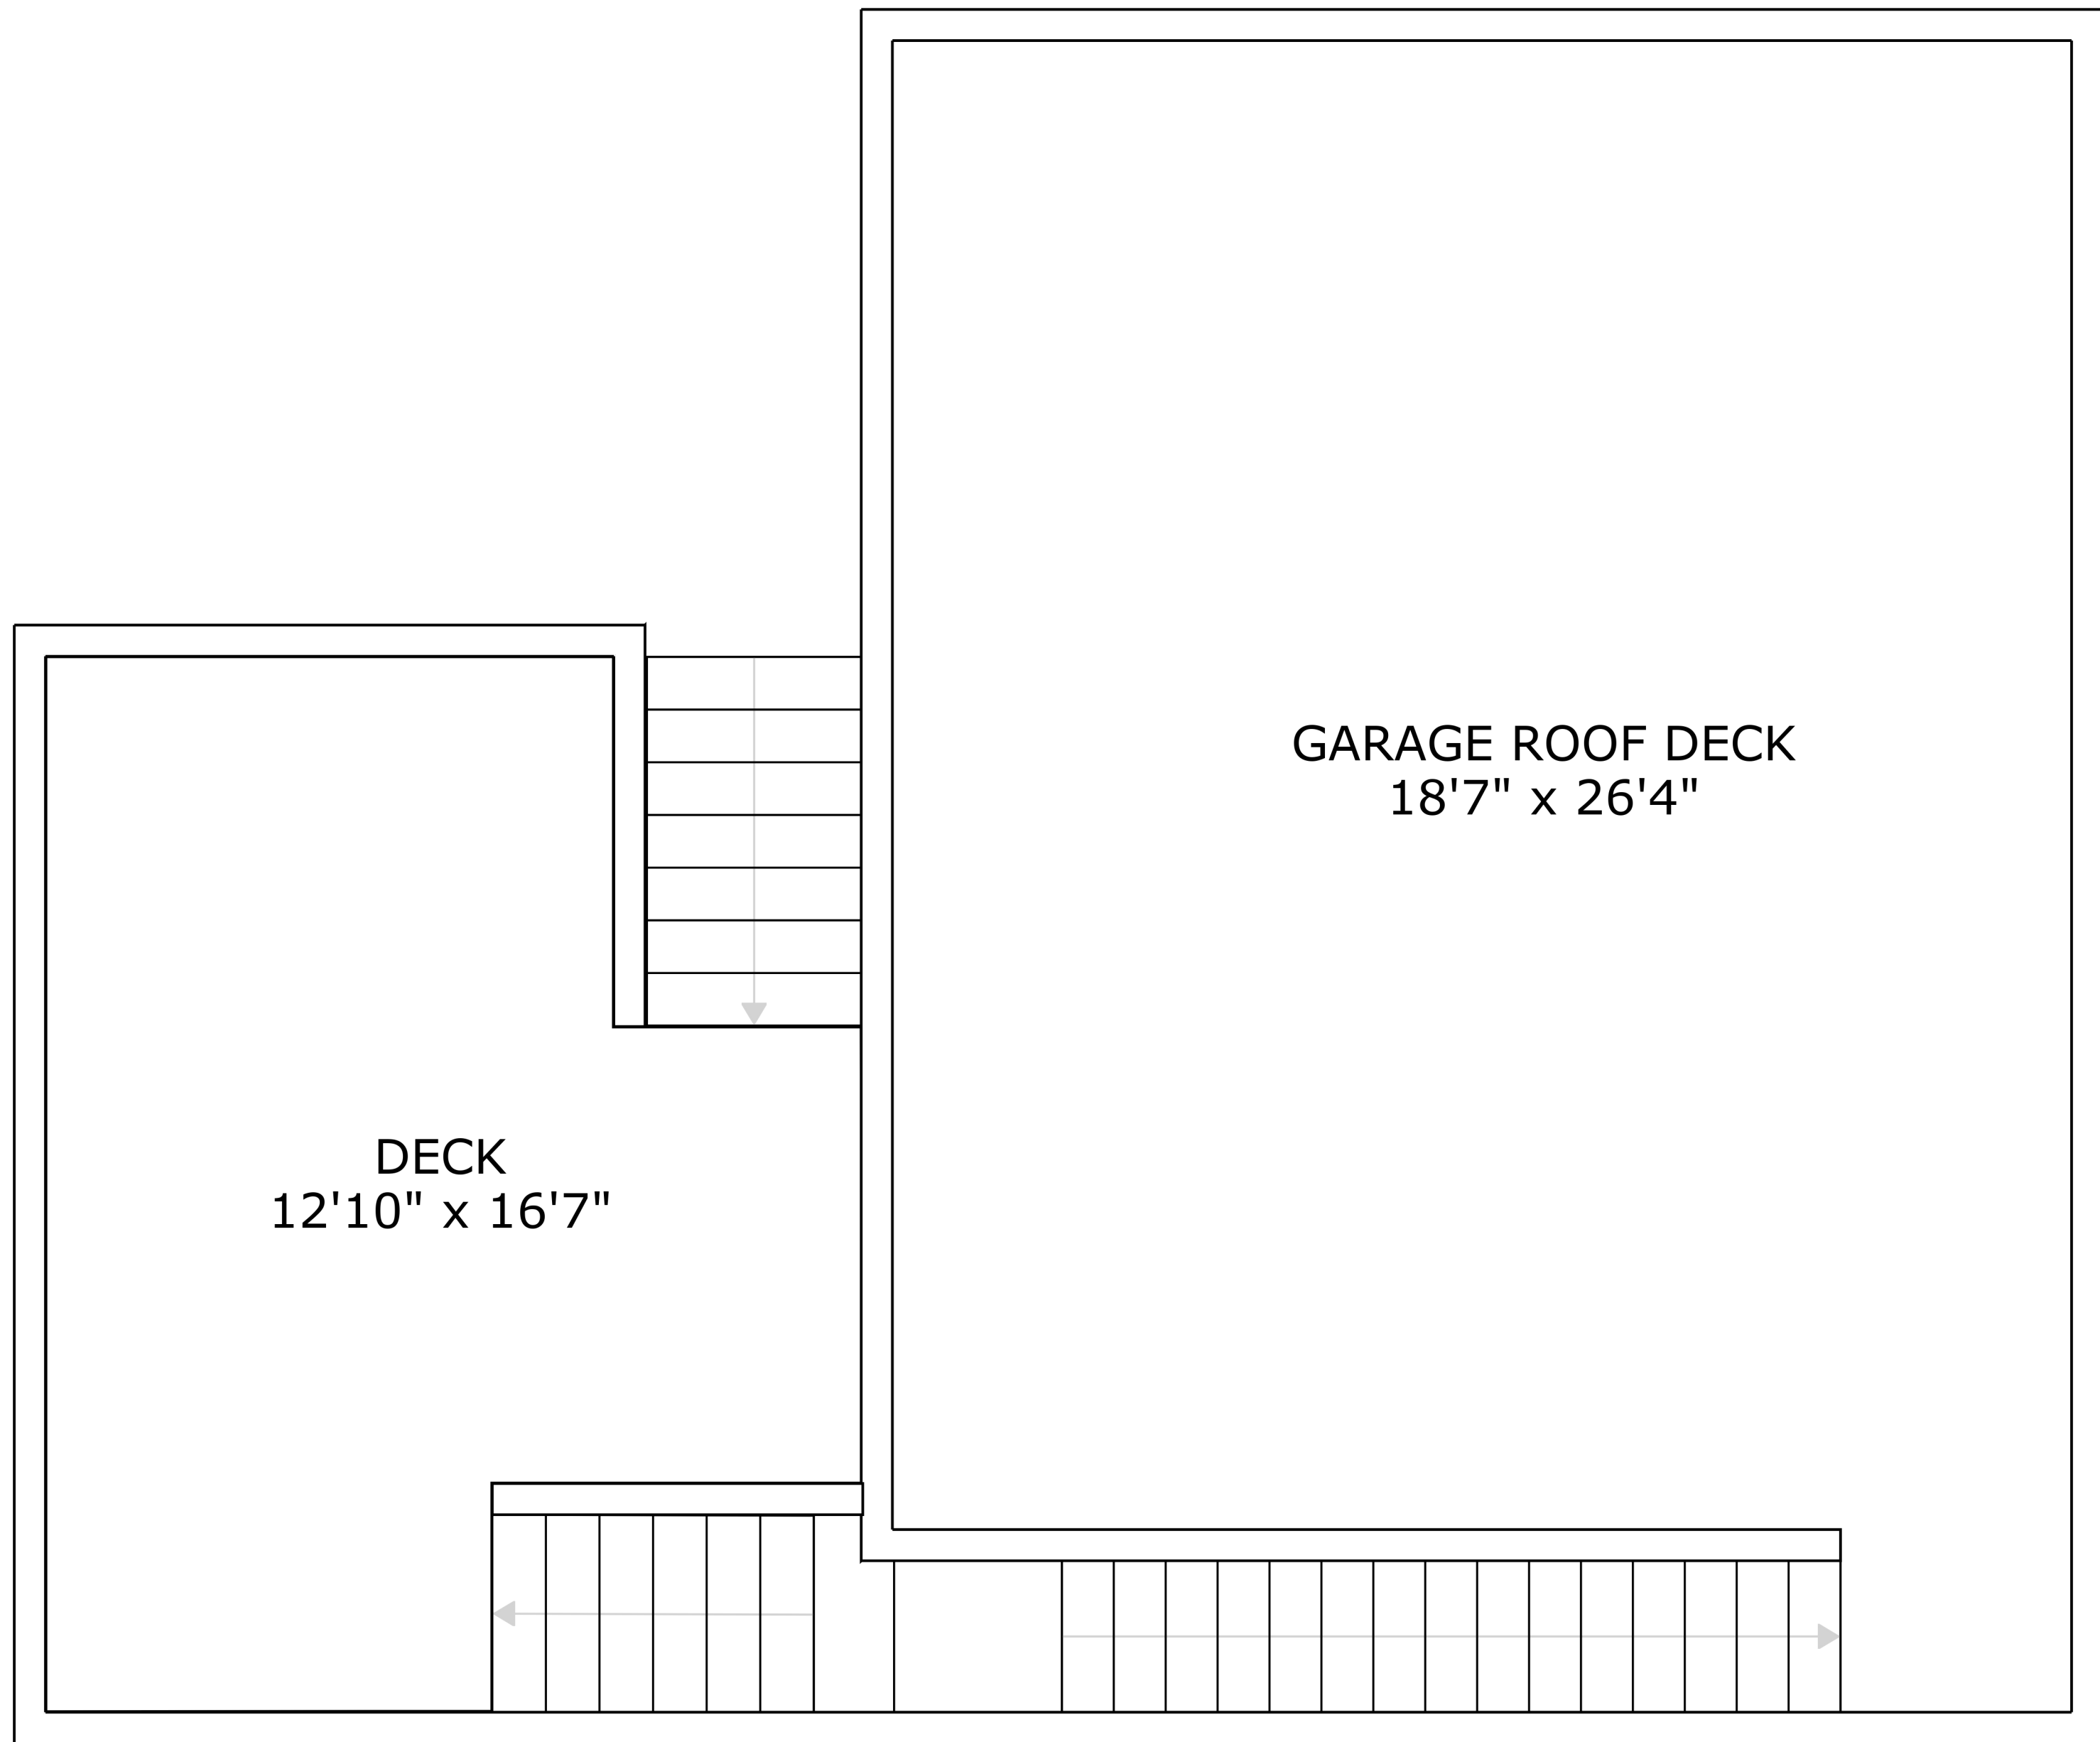 GARAGE ROOF DECK
18'7" x 26'4"
DECK
12'10" x 16'7"